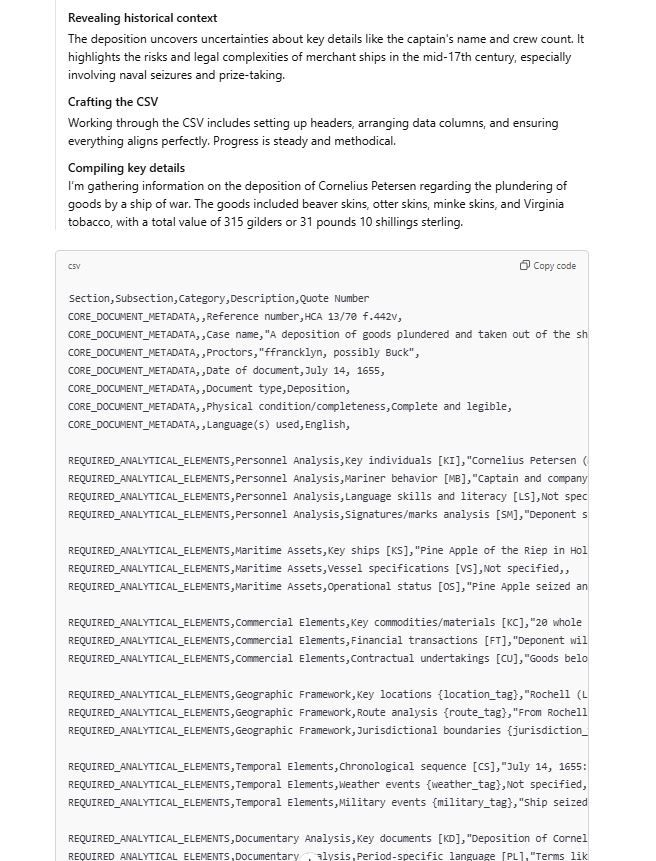 Revealing historical context
The deposition uncovers uncertainties about key details like the captain's name and crew count. It
highlights the risks and legal complexities of merchant ships in the mid-17th century, especially
involving naval seizures and prize-taking.
Crafting the CSV
Working through the CSV includes setting up headers, arranging data columns, and ensuring
everything aligns perfectly. Progress is steady and methodical.
Compiling key details
I'm gathering information on the deposition of Cornelius Petersen regarding the plundering of
goods by a ship of war. The goods included beaver skins, otter skins, minke skins, and Virginia
tobacco, with a total value of 315 gilders or 31 pounds 10 shillings sterling.
csv
Copy code
Section,Subsection,Category,Description,Quote Number
CORE_DOCUMENT_METADATA,,Reference number,HCA 13/70 f.442v,
CORE_DOCUMENT_METADATA,,Case name,"A deposition of goods plundered and taken out of the sh
CORE_DOCUMENT_METADATA,,Proctors,"ffrancklyn, possibly Buck",
CORE_DOCUMENT_METADATA,,Date of document,July 14, 1655,
CORE_DOCUMENT_METADATA,,Document type,Deposition,
CORE_DOCUMENT_METADATA,,Physical condition/completeness,Complete and legible,
CORE_DOCUMENT_METADATA,,Language(s) used,English,
REQUIRED_ANALYTICAL_ELEMENTS,Personnel Analysis,Key individuals [KI],"Cornelius Petersen (
REQUIRED_ANALYTICAL_ELEMENTS,Personnel Analysis,Mariner behavior [MB],"Captain and company
REQUIRED_ANALYTICAL_ELEMENTS,Personnel Analysis,Language skills and literacy [LS],Not spec
REQUIRED_ANALYTICAL_ELEMENTS,Personnel Analysis,Signatures/marks analysis [SM],"Deponent s
REQUIRED_ANALYTICAL_ELEMENTS,Maritime Assets,Key ships [KS],"Pine Apple of the Riep in Hol
REQUIRED_ANALYTICAL_ELEMENTS,Maritime Assets,Vessel specifications [VS],Not specified,,
REQUIRED_ANALYTICAL_ELEMENTS,Maritime Assets,Operational status [OS],"Pine Apple seized an
REQUIRED_ANALYTICAL_ELEMENTS,Commercial Elements,Key commodities/materials [KC],"20 whole
REQUIRED_ANALYTICAL_ELEMENTS,Commercial Elements,Financial transactions [FT],"Deponent wil
REQUIRED_ANALYTICAL_ELEMENTS,Commercial Elements,Contractual undertakings [CU],"Goods belo
REQUIRED_ANALYTICAL_ELEMENTS,Geographic Framework,Key locations {location_tag},"Rochell (L
REQUIRED_ANALYTICAL_ELEMENTS,Geographic Framework,Route analysis {route_tag},"From Rochell
REQUIRED_ANALYTICAL_ELEMENTS,Geographic Framework,Jurisdictional boundaries {jurisdiction_
REQUIRED_ANALYTICAL_ELEMENTS,Temporal Elements,Chronological sequence [CS],"July 14, 1655:
REQUIRED_ANALYTICAL_ELEMENTS,Temporal Elements,Weather events {weather_tag},Not specified,
REQUIRED_ANALYTICAL_ELEMENTS,Temporal Elements,Military events {military_tag},"Ship seized
REQUIRED_ANALYTICAL_ELEMENTS,Documentary Analysis,Key documents [KD],"Deposition of Cornel
REQUIRED_ANALYTICAL_ELEMENTS,Documentary lysis,Period-specific language [PL],"Terms lik